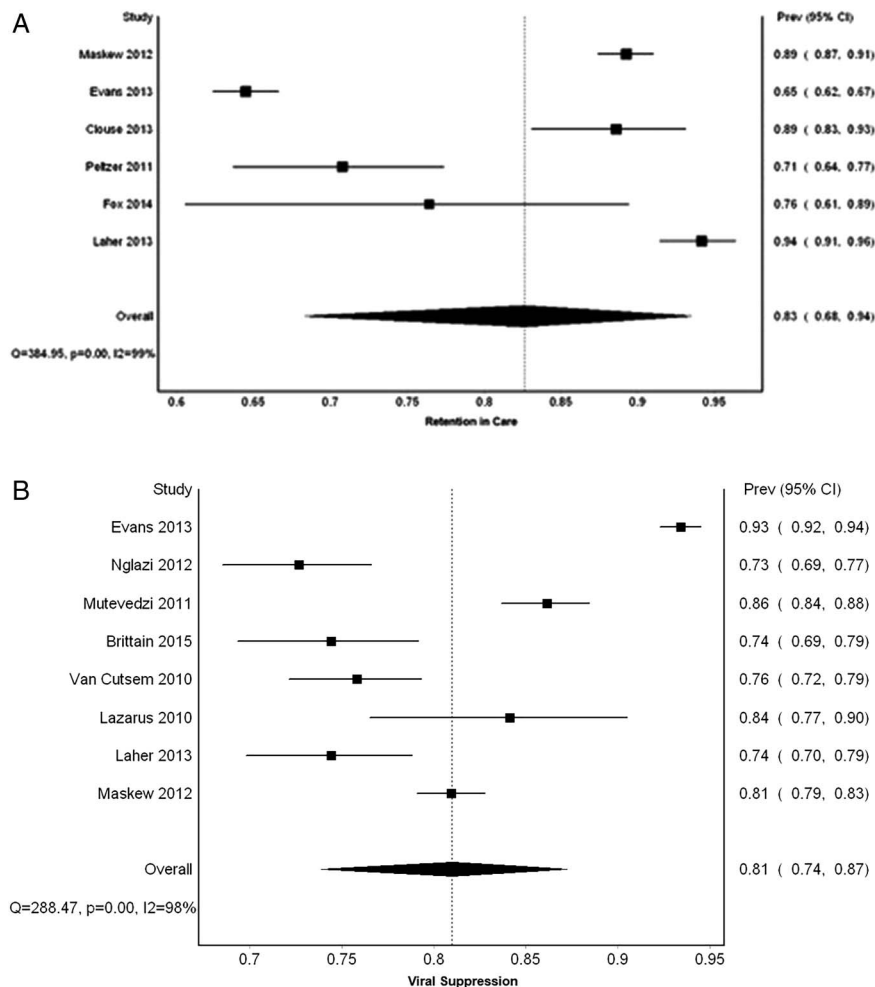 A
Study Prev (95% CI)
Maskew 2012 0.89 ( 0.87, 0.91)
Evans 2013 0.65 ( 0.62, 0.67)
Clouse 2013 0.89 ( 0.83, 0.93)
Peltzer 2011 0.71 ( 0.64, 0.77)
Fox 2014 0.76 ( 0.61, 0.89)
Laher 2013 0.94 ( 0.91, 0.96)
Overall 0.83 ( 0.68, 0.94)
Q=384.95, p=0.00, I2=99%
0.6 0.65 0.7 0.75 0.8 0.85 0.9 0.95
Retention in Care
B
Study Prev (95% CI)
Evans 2013 0.93 ( 0.92, 0.94)
Nglazi 2012 0.73 ( 0.69, 0.77)
Mutevedzi 2011 0.86 ( 0.84, 0.88)
Brittain 2015 0.74 ( 0.69, 0.79)
Van Cutsem 2010 0.76 ( 0.72, 0.79)
Lazarus 2010 0.84 ( 0.77, 0.90)
Laher 2013 0.74 ( 0.70, 0.79)
Maskew 2012 0.81 ( 0.79, 0.83)
Overall 0.81 ( 0.74, 0.87)
Q=288.47, p=0.00, I2=98%
0.7 0.75 0.8 0.85 0.9 0.95
Viral Suppression